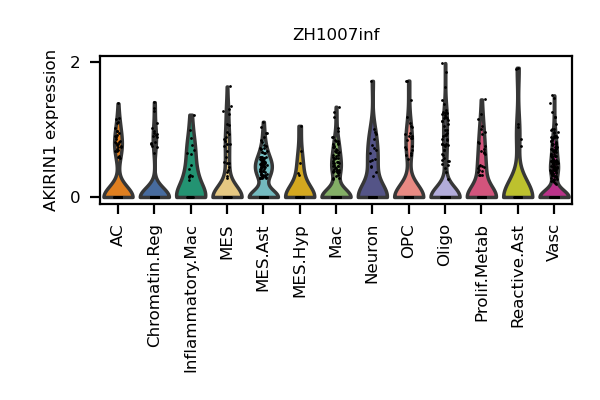 ZH1007inf
AKIRIN1 expression
2
0
AC
Chromatin.Reg
Inflammatory.Mac
MES
MES.Ast
MES.Hyp
Mac
Neuron
OPC
Oligo
Prolif.Metab
Reactive.Ast
Vasc